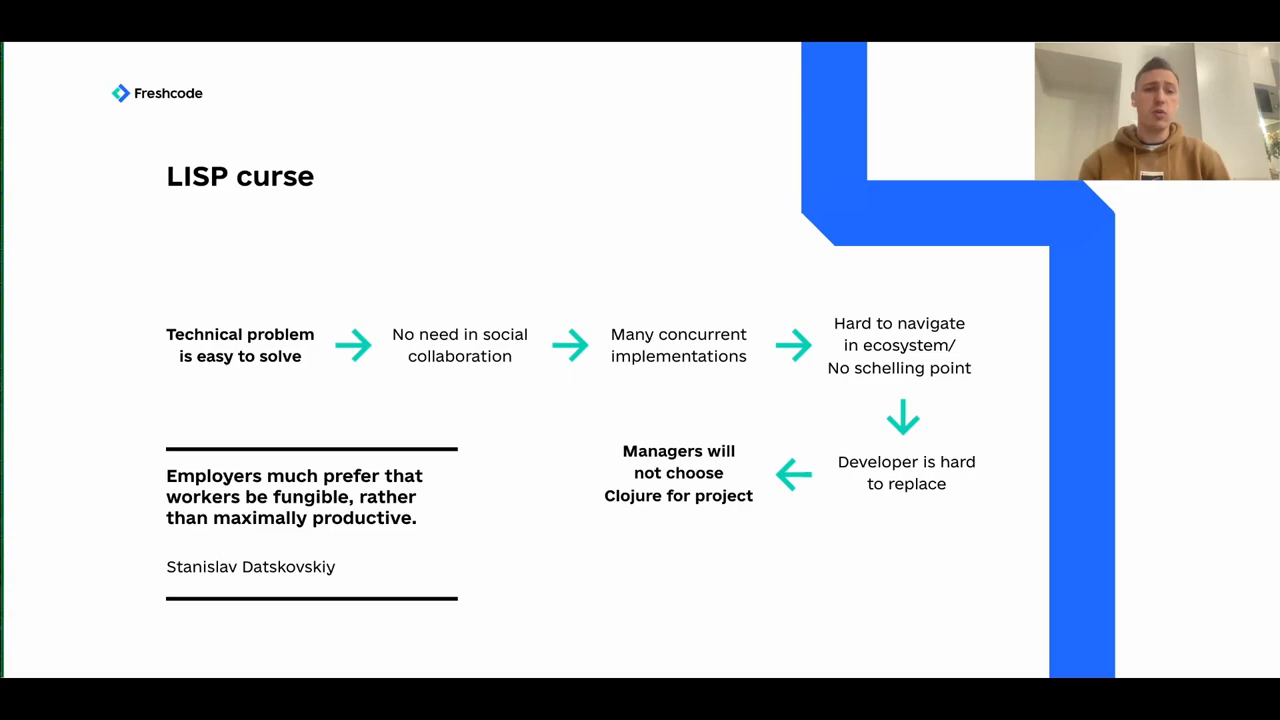 Freshcode
LISP curse
Technical problem
is easy to solve
No need in social
collaboration
Many concurrent
implementations
Hard to navigate
in ecosystem/
No schelling point
Developer is hard
to replace
Managers will
not choose
Clojure for project
Employers much prefer that
workers be fungible, rather
than maximally productive.
Stanislav Datskovskiy